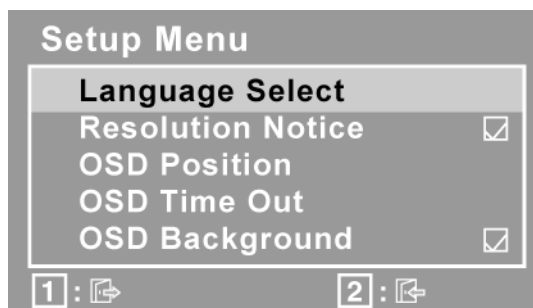 Setup Menu
Language Select
Resolution Notice
OSD Position
OSD Time Out
OSD Background
1 : 2 :